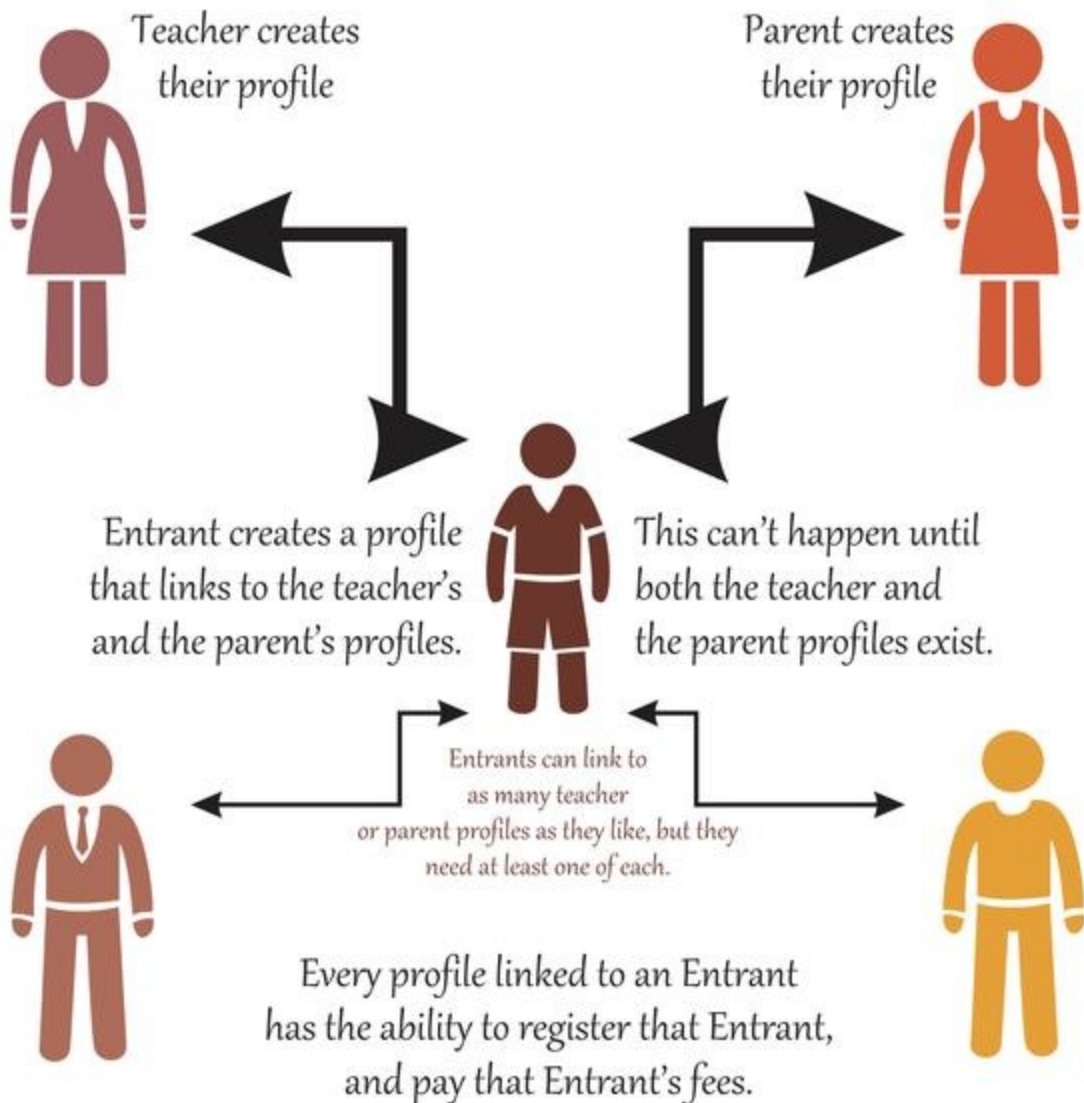 Teacher creates
their profile
Parent creates
their profile
Entrant creates a profile
that links to the teacher's
and the parent's profiles.
This can't happen until
both the teacher and
the parent profiles exist.
Entrants can link to
as many teacher
or parent profiles as they like, but they
need at least one of each.
Every profile linked to an Entrant
has the ability to register that Entrant,
and pay that Entrant's fees.